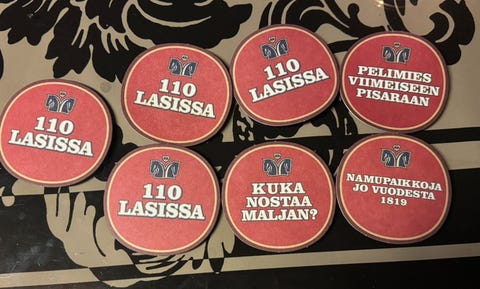 110
LASISSA
110
LASISSA
110
LASISSA
PELIMIES
VIIMEISEEN
PISARAAN
110
LASISSA
KUKA
NOSTAA
MALJAN?
NAMUPAIKKOJA
JO VUODESTA
1819